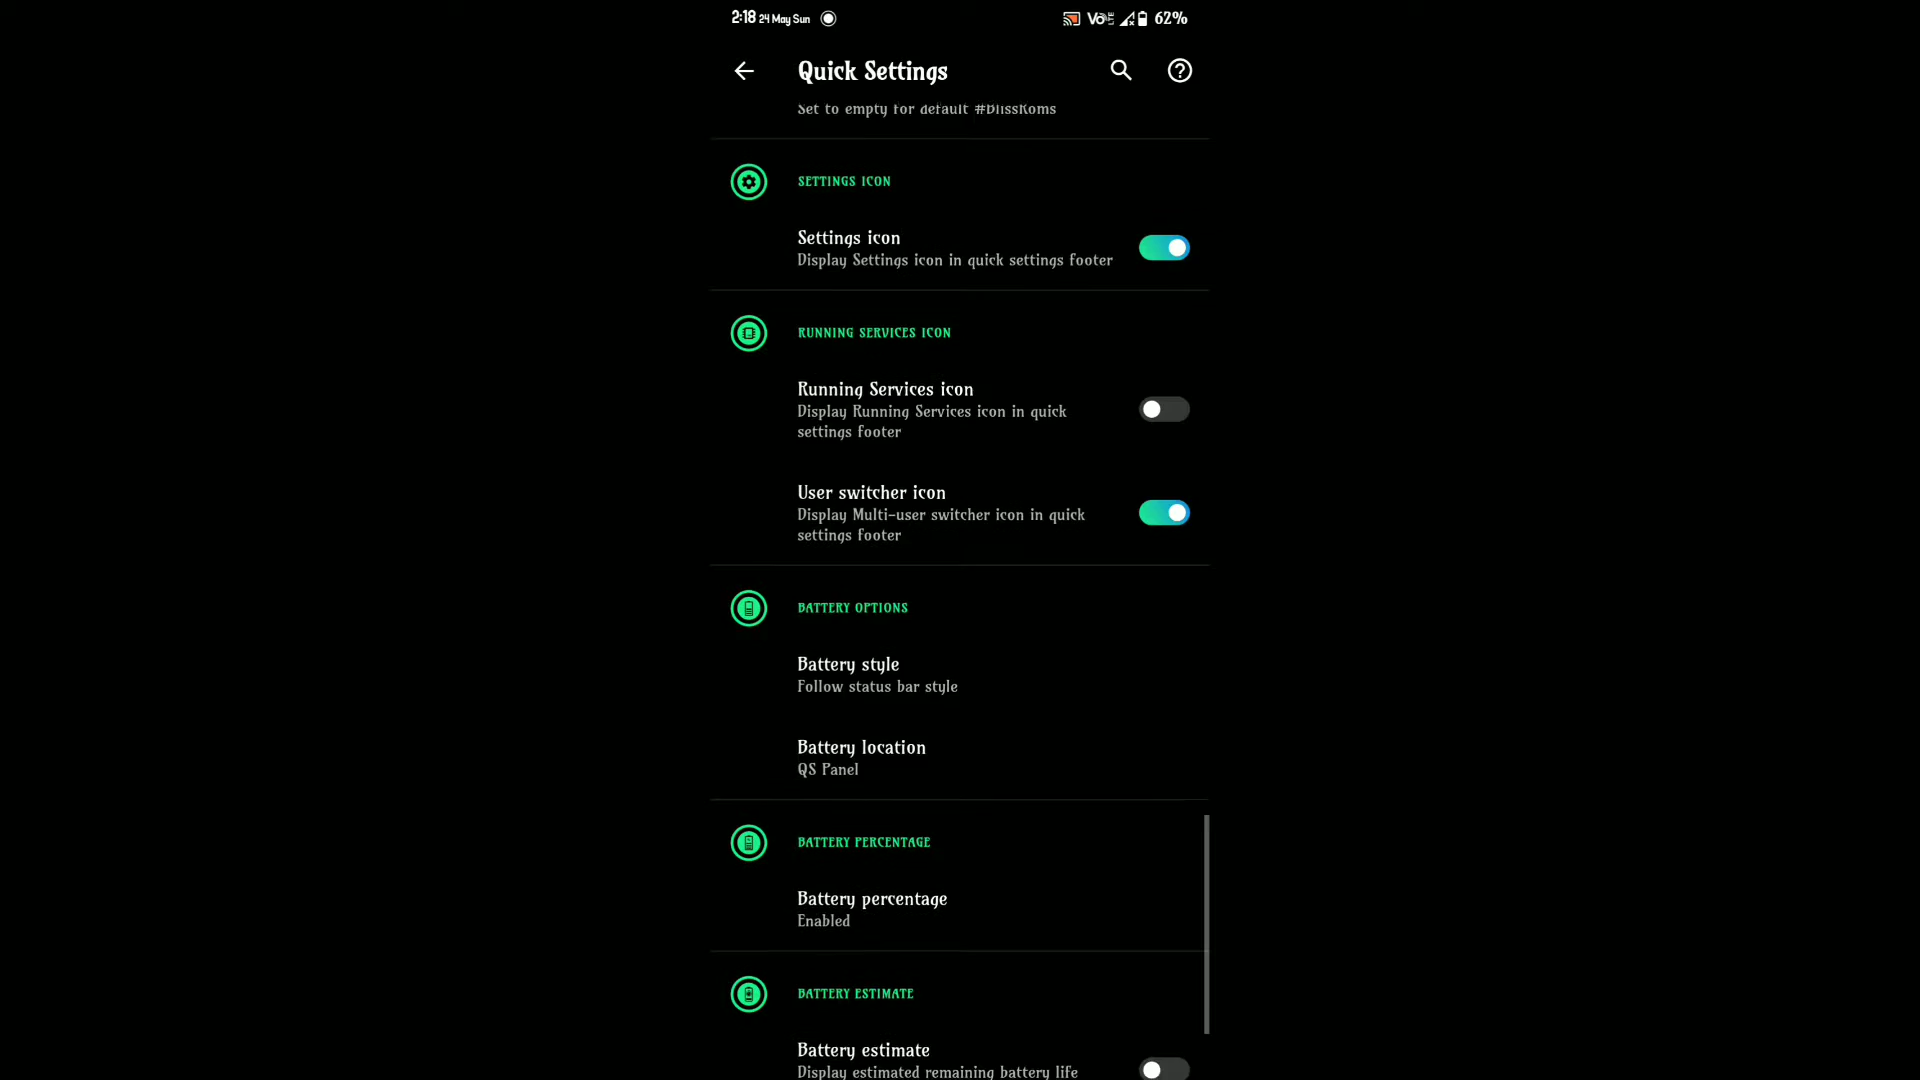 2:18 24 May Sun
Vo LTE 62%
Quick Settings
Set to empty for default #BlissRoms
SETTINGS ICON
Settings icon
Display Settings icon in quick settings footer
RUNNING SERVICES ICON
Running Services icon
Display Running Services icon in quick
settings footer
User switcher icon
Display Multi-user switcher icon in quick
settings footer
BATTERY OPTIONS
Battery style
Follow status bar style
Battery location
QS Panel
BATTERY PERCENTAGE
Battery percentage
Enabled
BATTERY ESTIMATE
Battery estimate
Display estimated remaining battery life